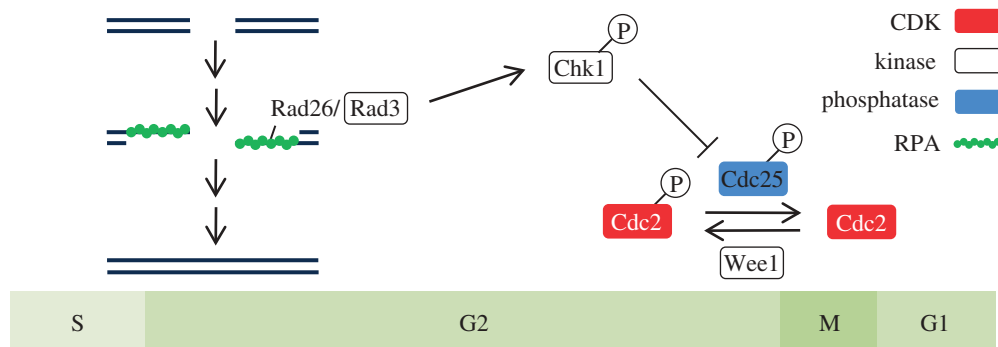 P
CDK
Chk1
kinase
Rad26/ Rad3
phosphatase
P
RPA
P
Cdc25
Cdc2
Cdc2
Wee1
S
G2
M
G1